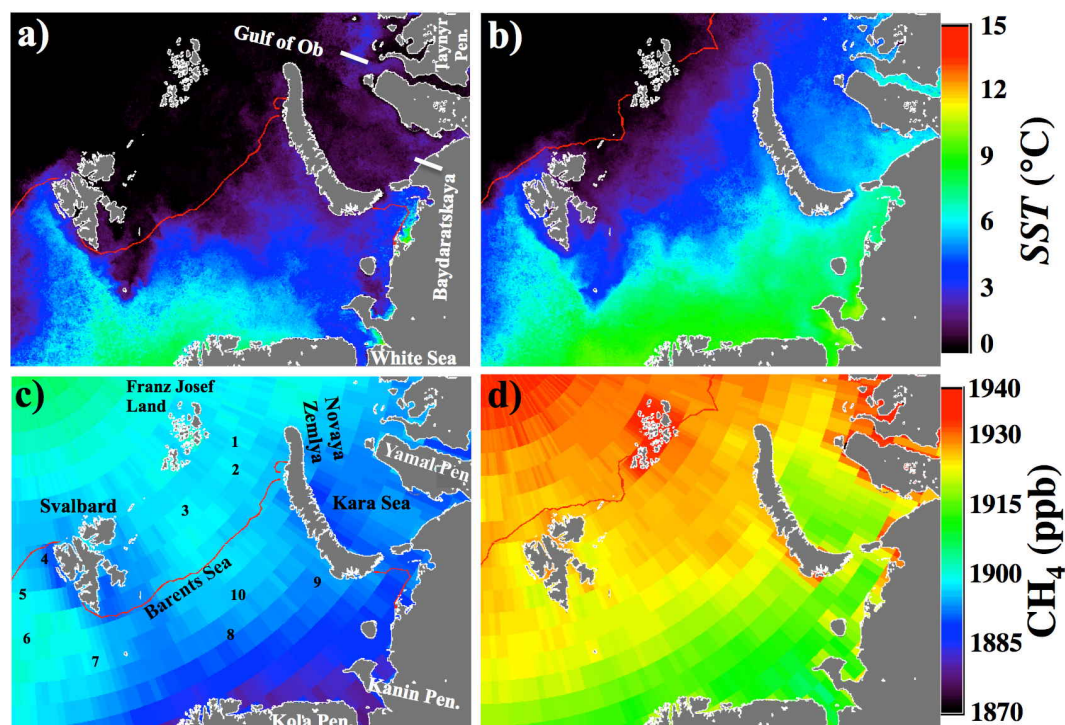 a)
Gulf of Ob
Taynyr
Pen.
Baydaratskaya
White Sea
b)
15
12
9
6
3
0
SST (°C)
c)
Franz Josef
Land
Novaya
Zemlya
Yamal Pen
Kara Sea
Svalbard
Barents Sea
1
2
3
4
5
6
7
8
9
10
Kanin Pen.
Kola Pen.
d)
1940
1930
1915
1900
1885
1870
CH4 (ppb)